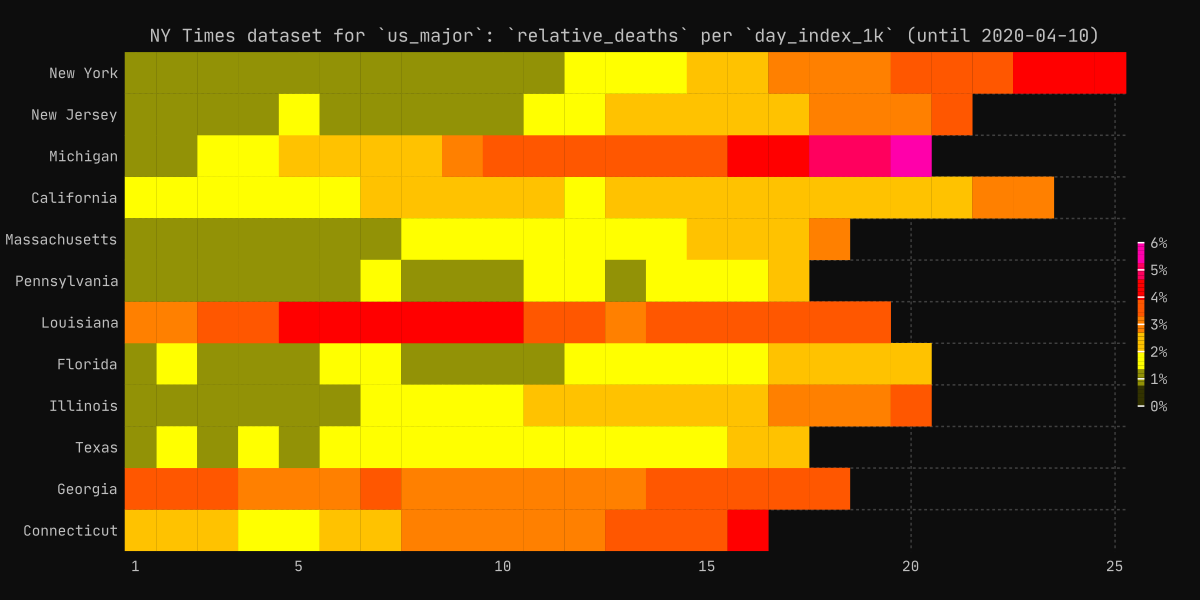 NY Times dataset for `us_major`: `relative_deaths` per `day_index_1k` (until 2020-04-10)
New York
New Jersey
Michigan
California
Massachusetts
Pennsylvania
Louisiana
Florida
Illinois
Texas
Georgia
Connecticut
1 5 10 15 20 25
6%
5%
4%
3%
2%
1%
0%